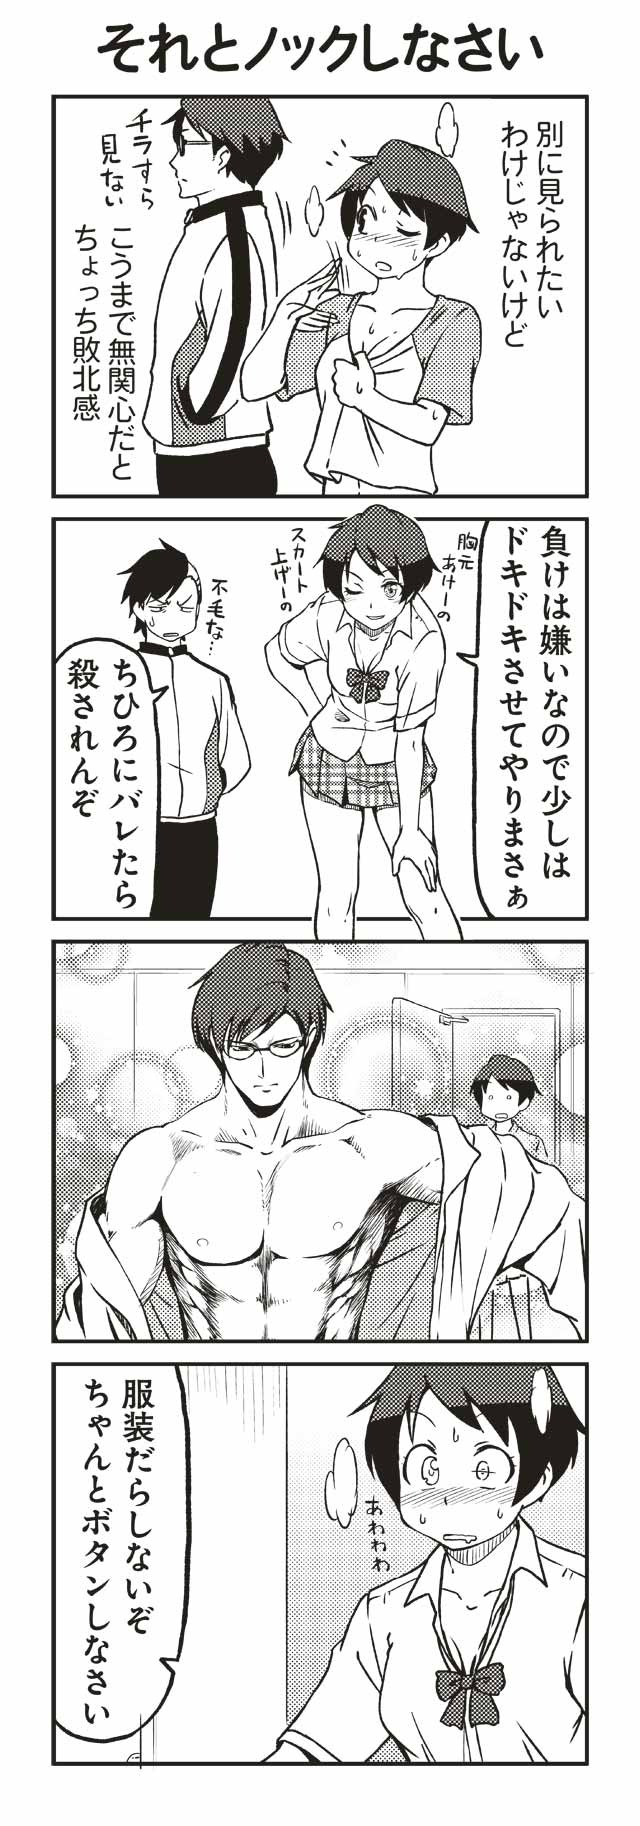 それとノックしなさい
別に見られたい
わけじゃないけど
チラすら
見ない
こうまで無関心だと
ちょっち敗北感
負けは嫌いなので少しは
ドキドキさせてやりまさぁ
胸元
あけーの
スカート
上げーの
不毛な…
ちひろにバレたら
殺されんぞ
あわわわ
服装だらしないぞ
ちゃんとボタンしなさい